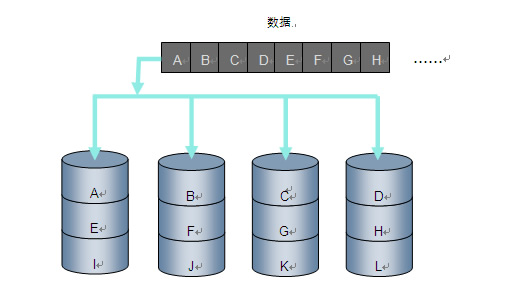 数据
A B C D E F G H ......
A B C D
E F G H
I J K L